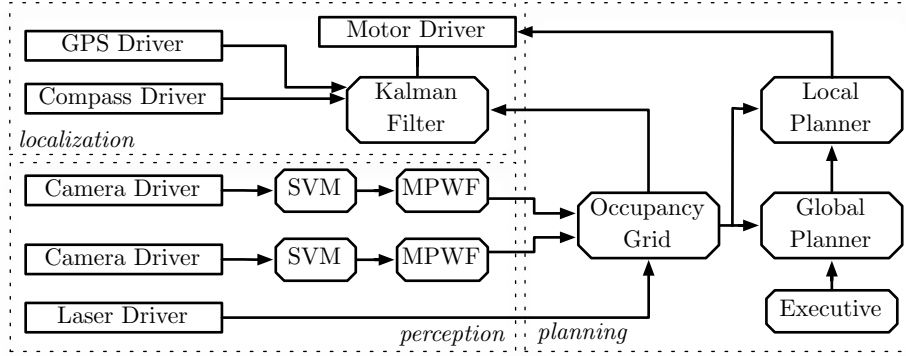 GPS Driver
Motor Driver
Compass Driver
Kalman
Filter
Local
Planner
localization
Camera Driver
SVM
MPWF
Occupancy
Grid
Global
Planner
Camera Driver
SVM
MPWF
Laser Driver
Executive
perception
planning